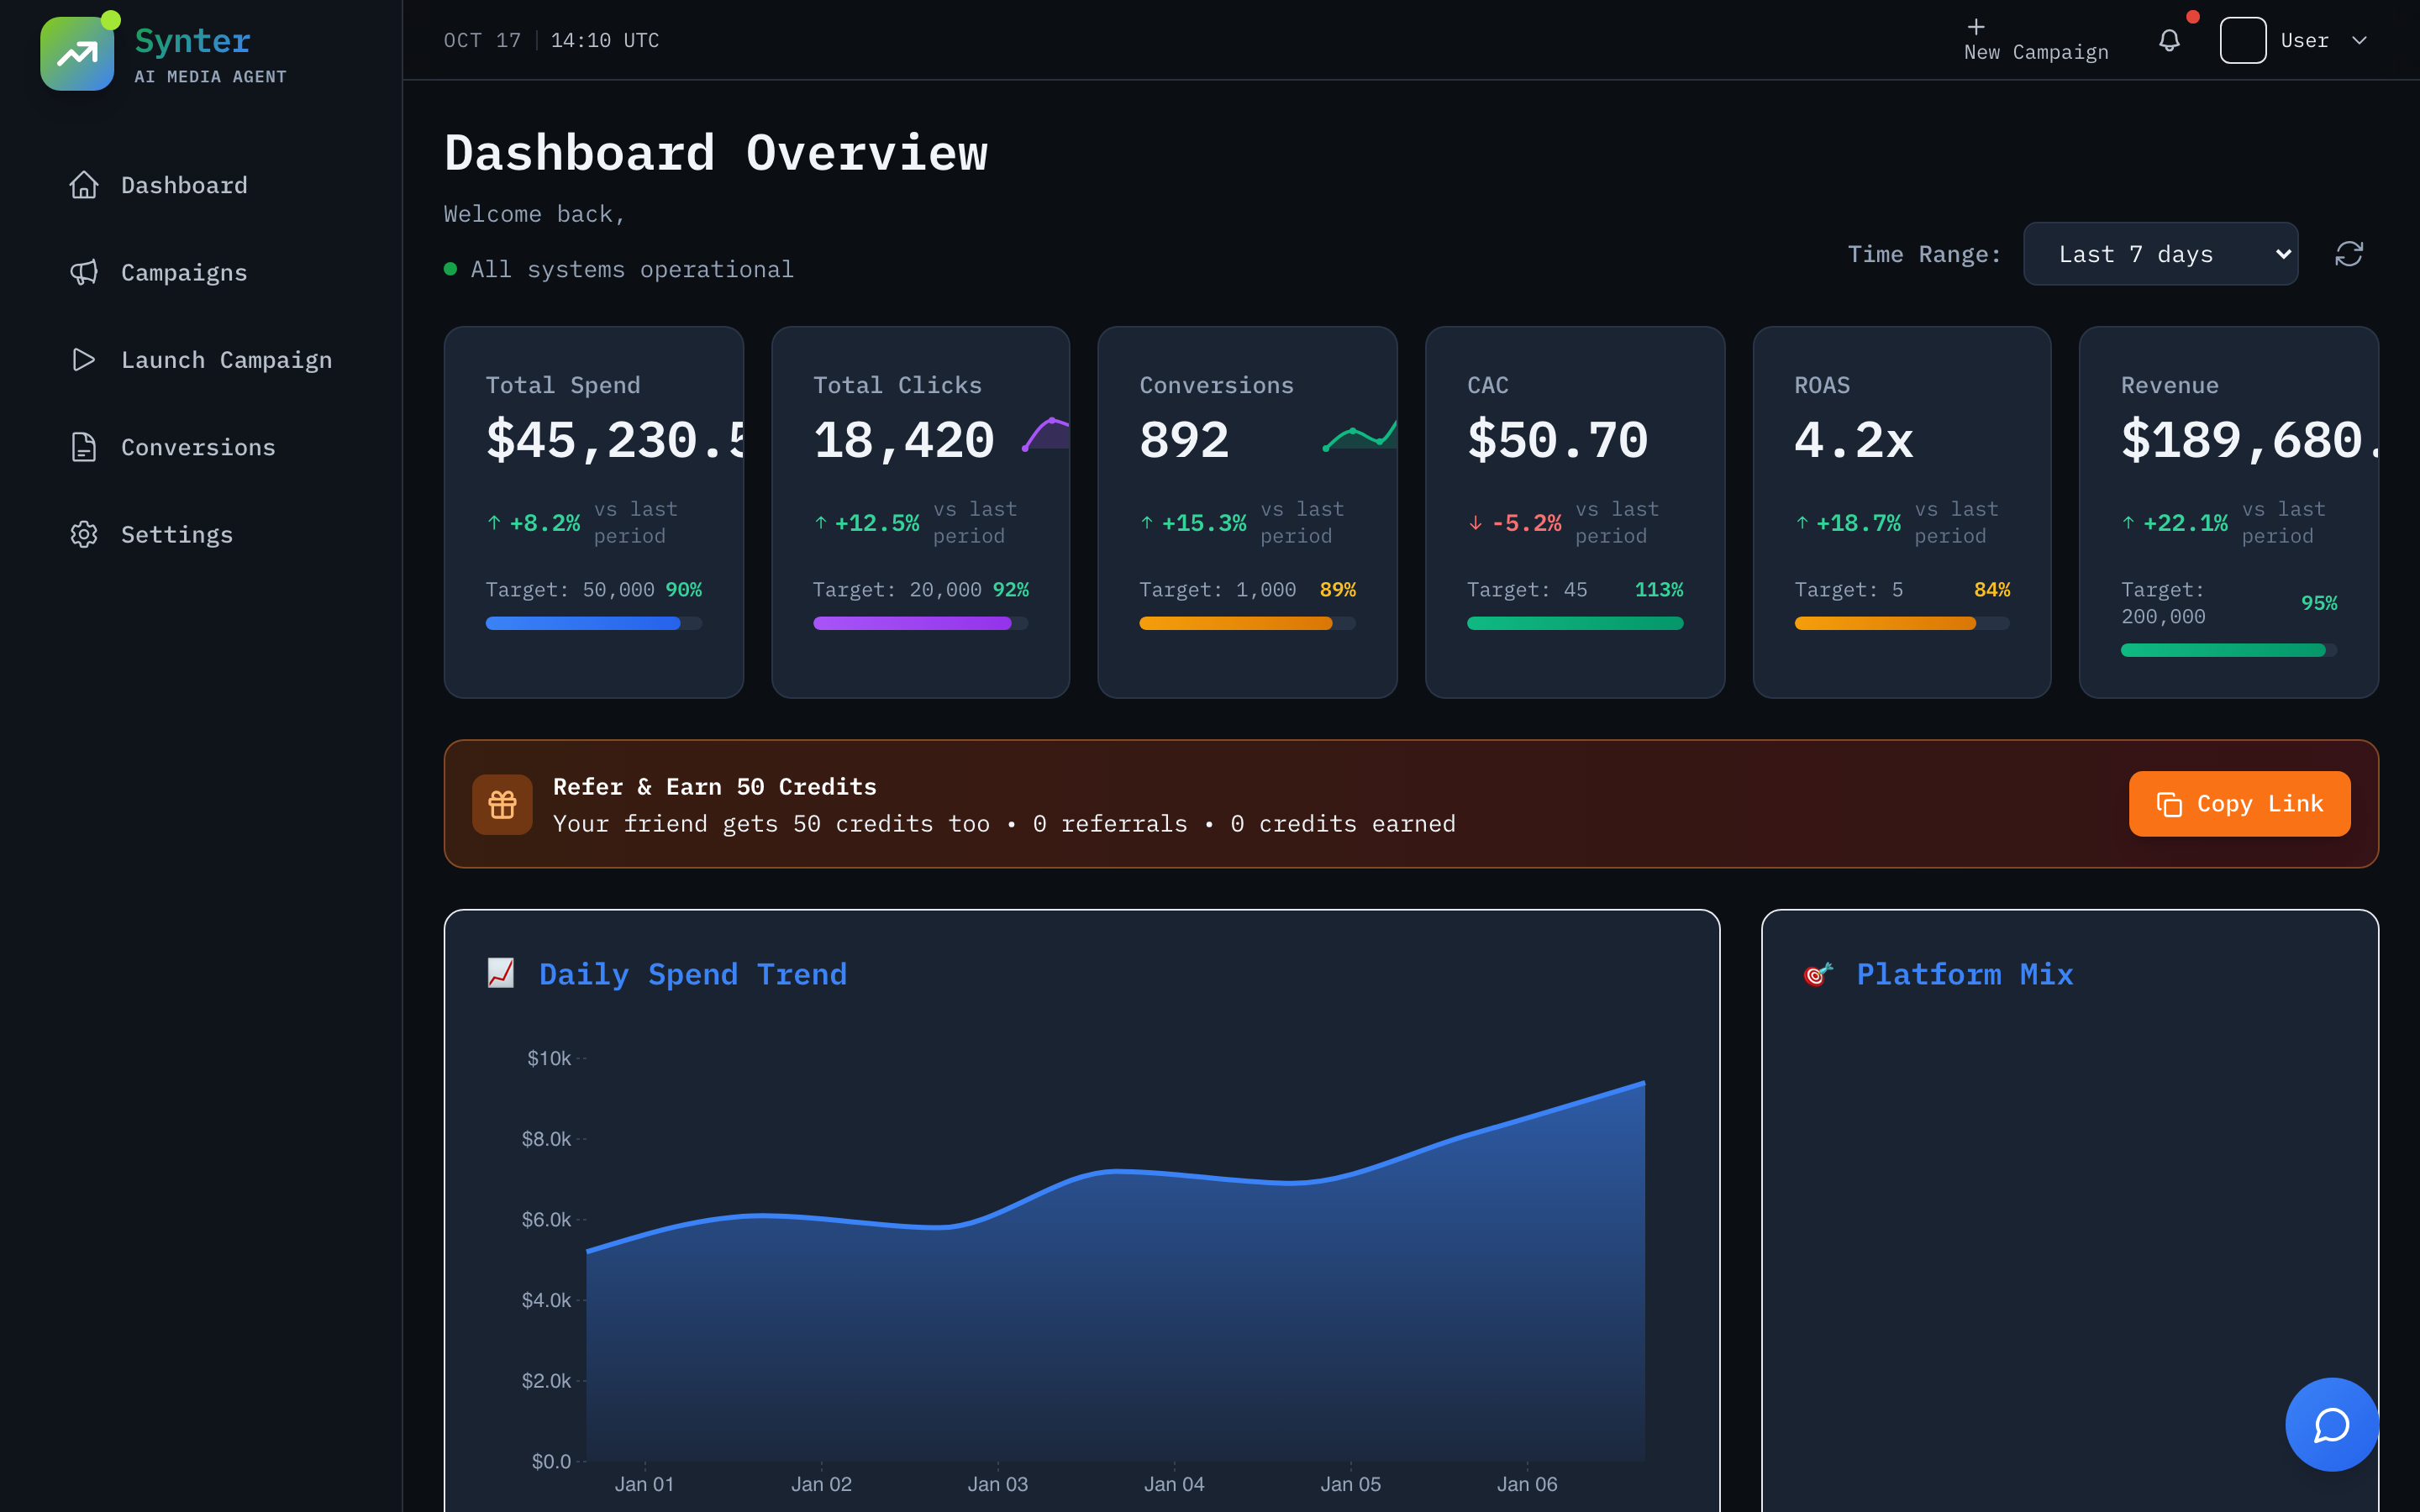 Synter
AI MEDIA AGENT
Dashboard
Campaigns
Launch Campaign
Conversions
Settings
OCT 17
14:10 UTC
New Campaign
User
Dashboard Overview
Welcome back,
All systems operational
Time Range:
Last 7 days
Total Spend
$45,230.5
+8.2% vs last period
Target: 50,000 90%
Total Clicks
18,420
+12.5% vs last period
Target: 20,000 92%
Conversions
892
+15.3% vs last period
Target: 1,000 89%
CAC
$50.70
-5.2% vs last period
Target: 45 113%
ROAS
4.2x
+18.7% vs last period
Target: 5 84%
Revenue
$189,680.
+22.1% vs last period
Target: 200,000 95%
Refer & Earn 50 Credits
Your friend gets 50 credits too • 0 referrals • 0 credits earned
Copy Link
Daily Spend Trend
$10k
$8.0k
$6.0k
$4.0k
$2.0k
$0.0
Jan 01
Jan 02
Jan 03
Jan 04
Jan 05
Jan 06
Platform Mix